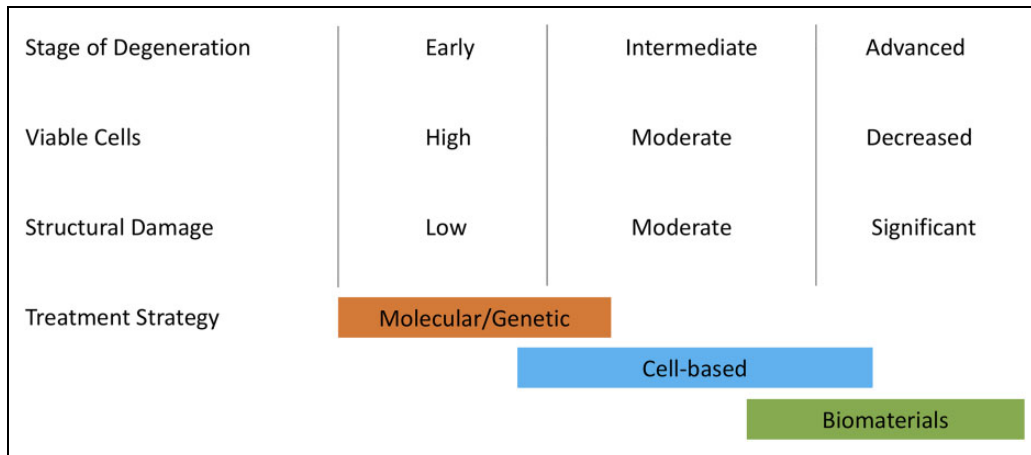 Stage of Degeneration Early Intermediate Advanced
Viable Cells High Moderate Decreased
Structural Damage Low Moderate Significant
Treatment Strategy Molecular/Genetic
Cell-based
Biomaterials